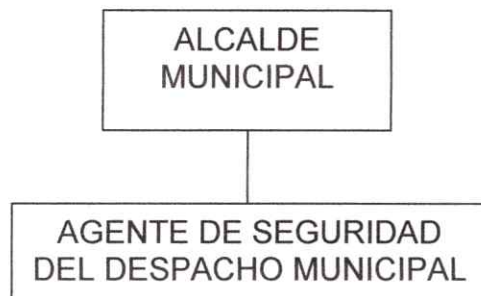 ALCALDE
MUNICIPAL
AGENTE DE SEGURIDAD
DEL DESPACHO MUNICIPAL